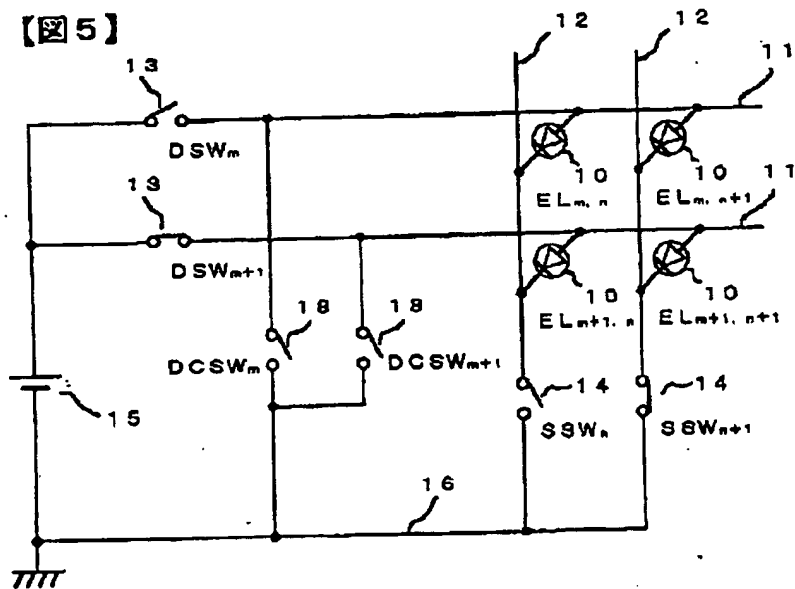 【図5】
12 12
13 11
DSWm
10 10
ELm, n ELm, n+1
13 11
DSWm+1
10 10
ELm+1, n ELm+1, n+1
18 18
DCSWm DCSWm+1
14 14
SSWn SSWn+1
15
16